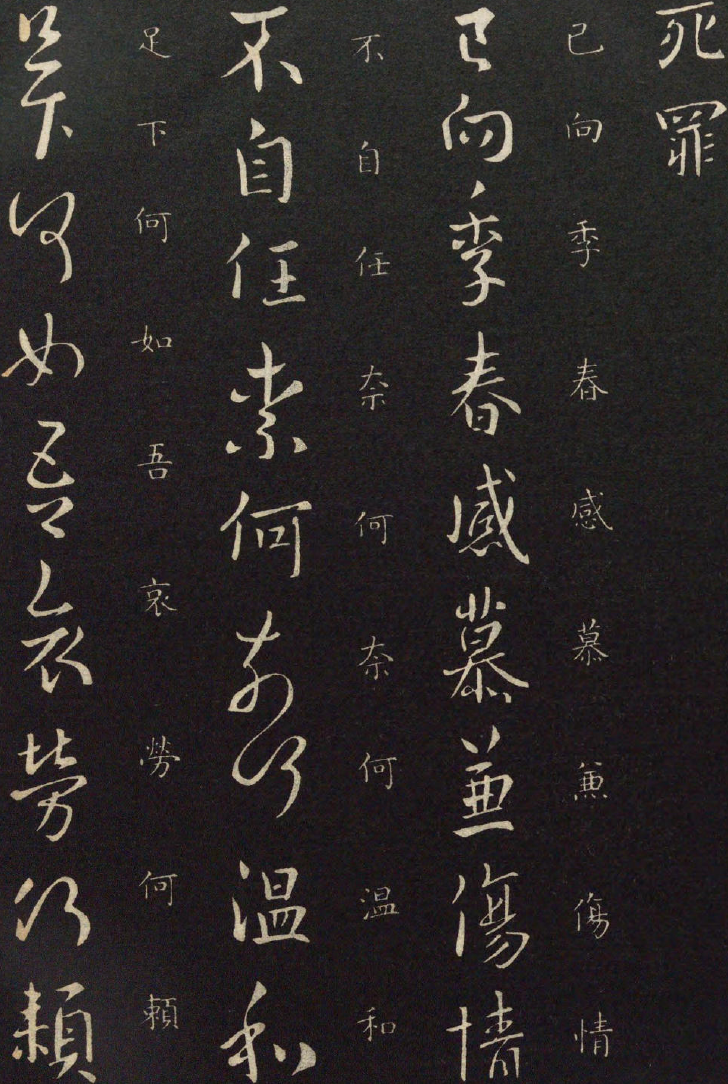 死罪
已向季春感慕兼傷情
已向季春感慕兼傷情
不自任奈何奈何温和
不自任奈何奈何温和
足下何如吾哀勞何賴
足下何如吾哀勞何頼